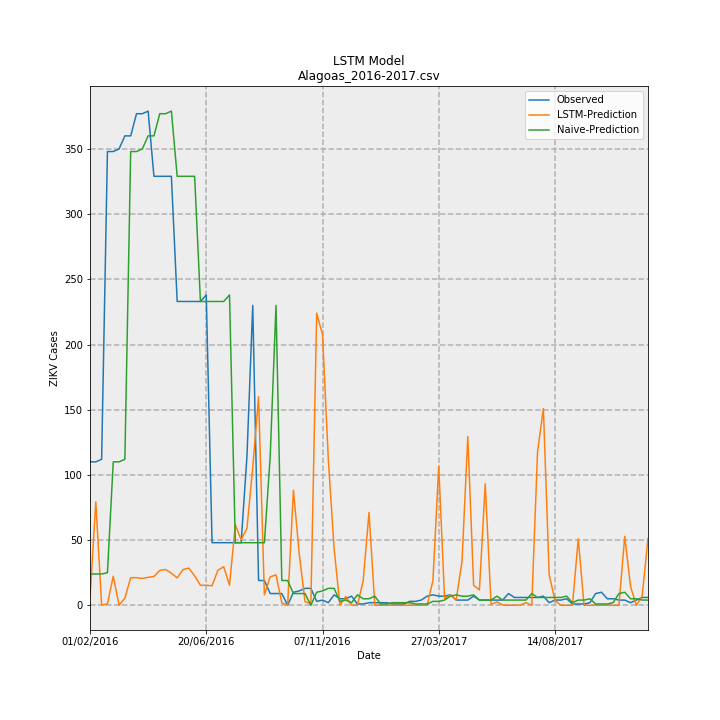 LSTM Model
Alagoas_2016-2017.csv
Observed
LSTM-Prediction
Naive-Prediction
ZIKV Cases
350
300
250
200
150
100
50
0
01/02/2016
20/06/2016
07/11/2016
27/03/2017
14/08/2017
Date